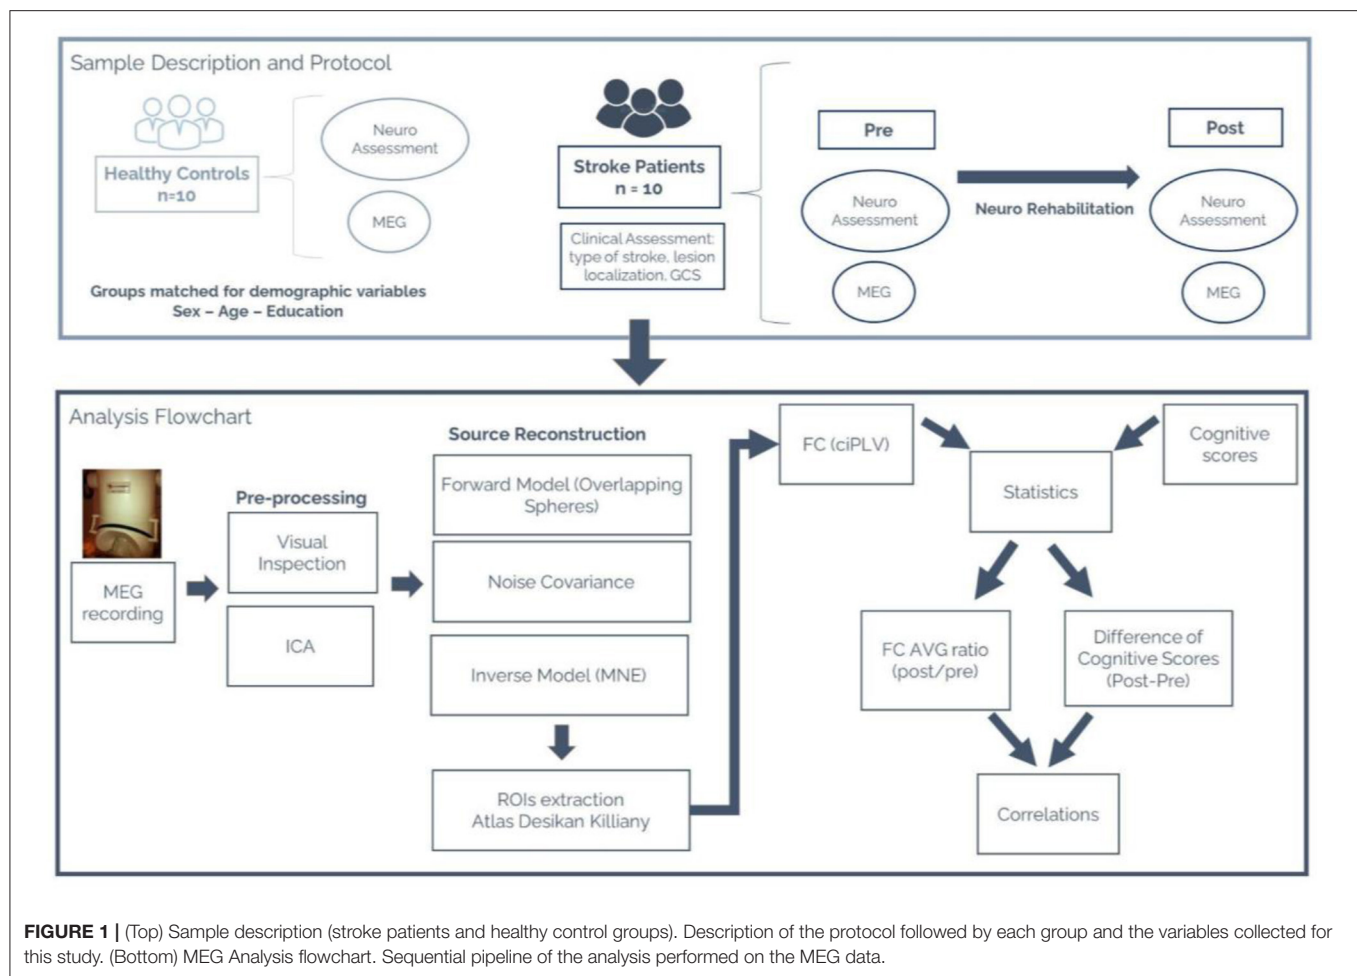 Sample Description and Protocol
Healthy Controls
n=10
Neuro
Assessment
MEG
Groups matched for demographic variables
Sex – Age – Education
Stroke Patients
n = 10
Clinical Assessment:
type of stroke, lesion
localization, GCS
Pre
Neuro
Assessment
MEG
Neuro Rehabilitation
Post
Neuro
Assessment
MEG
Analysis Flowchart
MEG
recording
Pre-processing
Visual
Inspection
ICA
Source Reconstruction
Forward Model (Overlapping
Spheres)
Noise Covariance
Inverse Model (MNE)
ROIs extraction
Atlas Desikan Killiany
FC (ciPLV)
Cognitive
scores
Statistics
FC AVG ratio
(post/pre)
Difference of
Cognitive Scores
(Post-Pre)
Correlations
FIGURE 1 | (Top) Sample description (stroke patients and healthy control groups). Description of the protocol followed by each group and the variables collected for
this study. (Bottom) MEG Analysis flowchart. Sequential pipeline of the analysis performed on the MEG data.